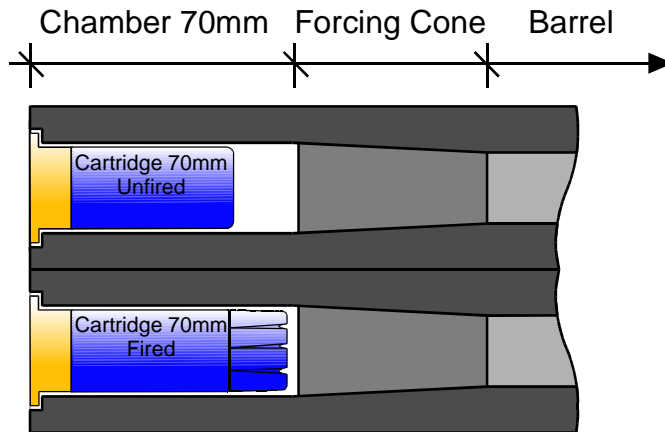 Chamber 70mm Forcing Cone Barrel
Cartridge 70mm
Unfired
Cartridge 70mm
Fired